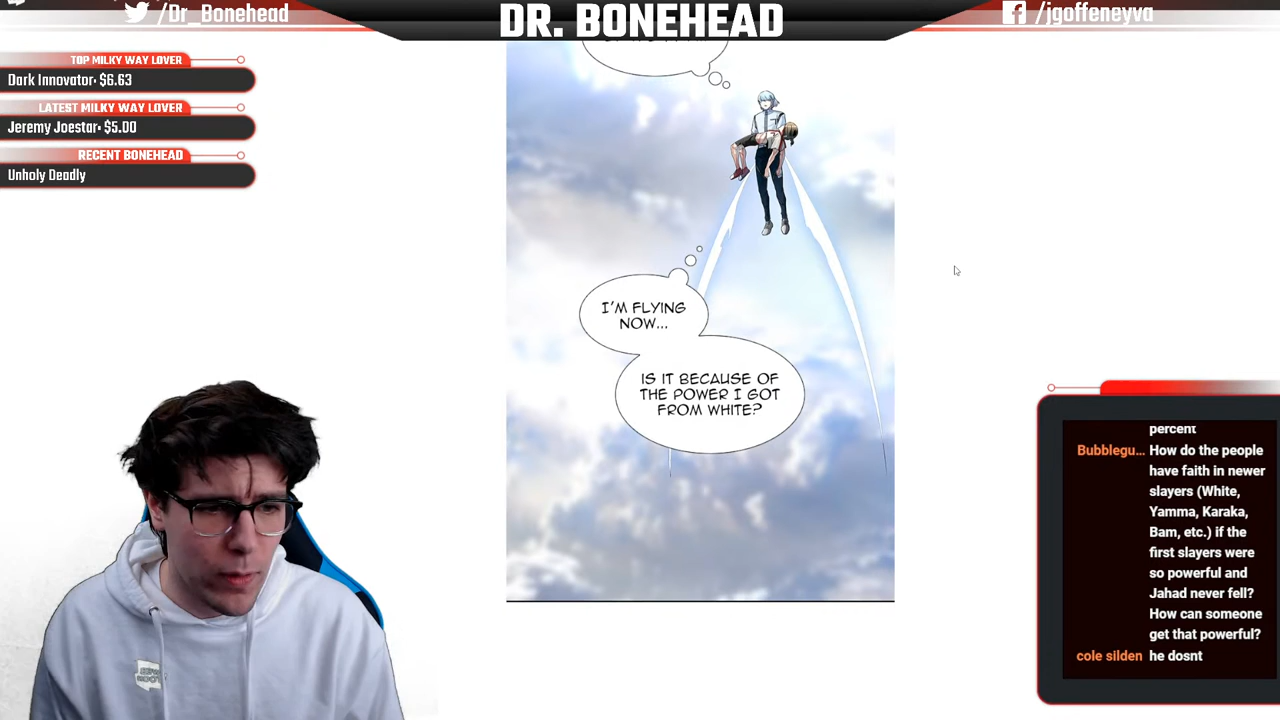 /Dr_Bonehead
DR. BONEHEAD
/jgoffeneyva
TOP MILKY WAY LOVER
Dark Innovator: $6.63
LATEST MILKY WAY LOVER
Jeremy Joestar: $5.00
RECENT BONEHEAD
Unholy Deadly
I'M FLYING
NOW...
IS IT BECAUSE OF
THE POWER I GOT
FROM WHITE?
percent
Bubblegu... How do the people
have faith in newer
slayers (White,
Yamma, Karaka,
Bam, etc.) if the
first slayers were
so powerful and
Jahad never fell?
How can someone
get that powerful?
cole silden he dosnt